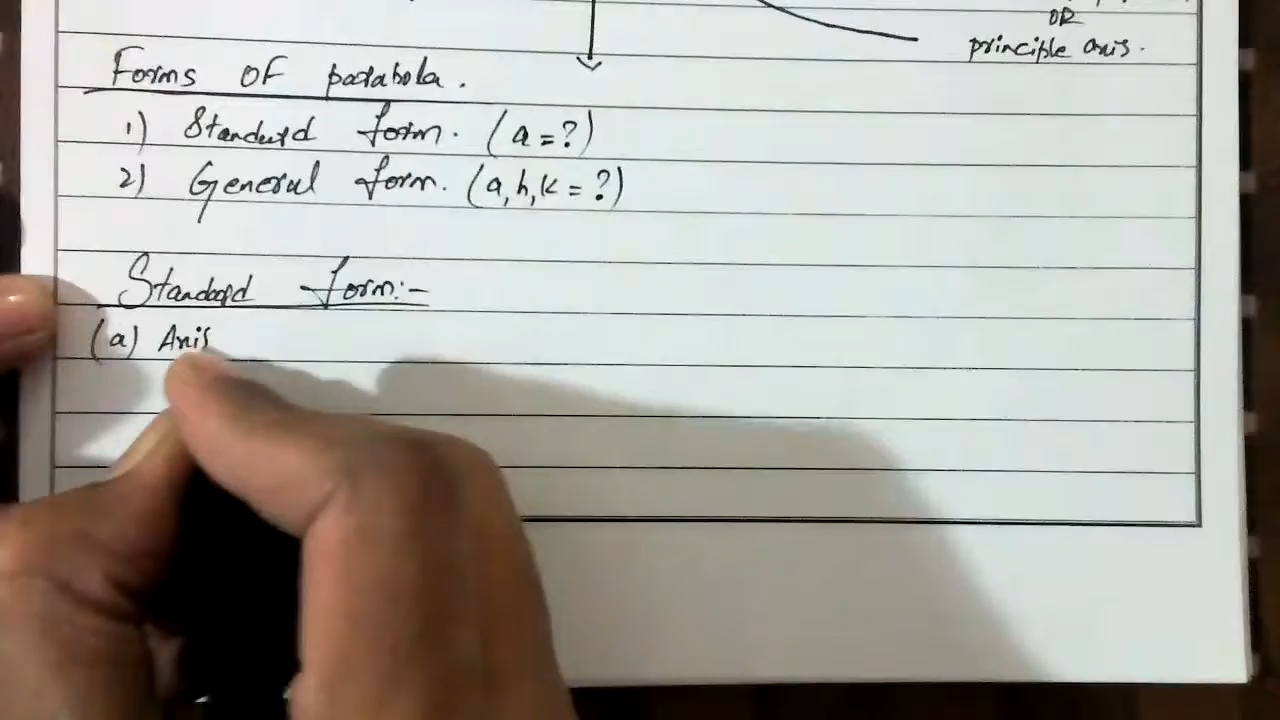 OR
principle axis.
Forms OF parabola.
1) Standard form. (a=?)
2) General form. (a,h,k=?)
Standard form:-
(a) Axis